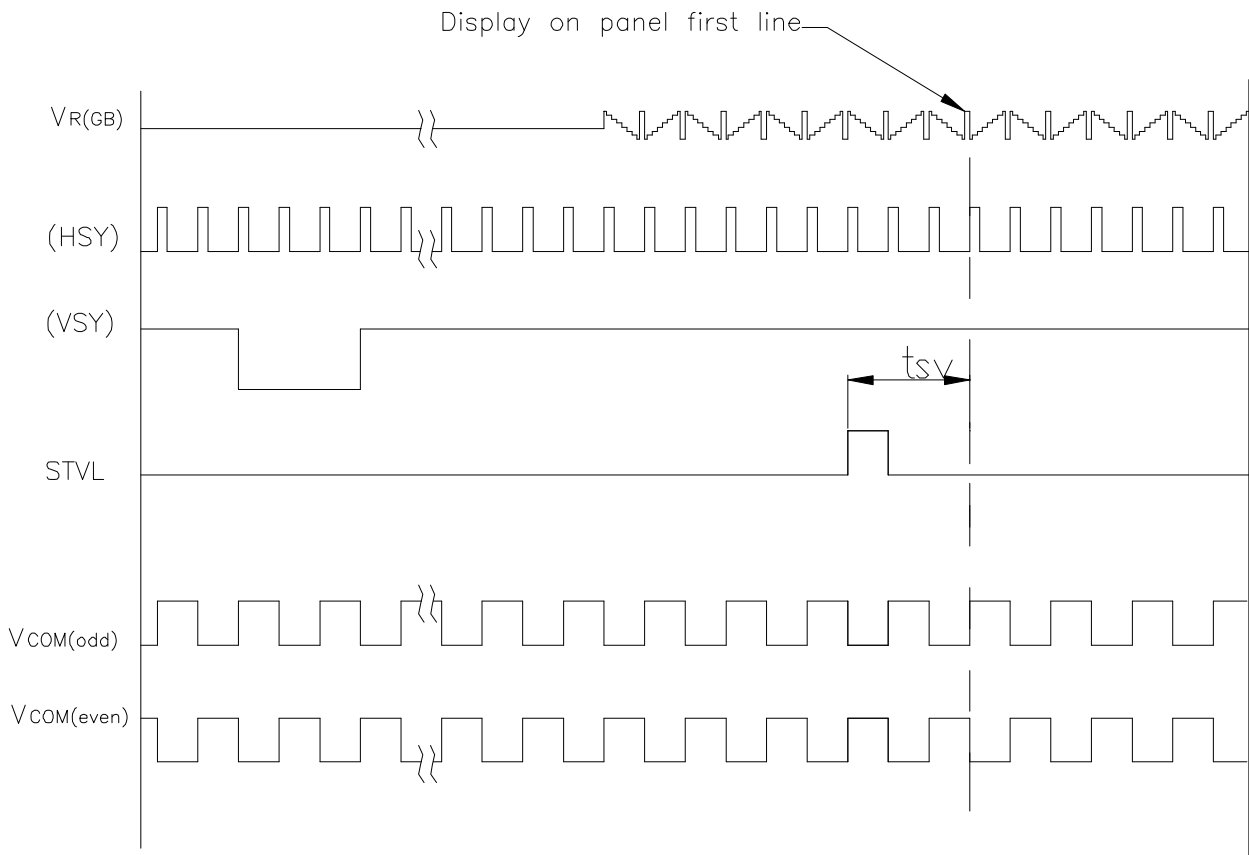 Display on panel first line
VR(GB)
(HSY)
(VSY)
tsv
STVL
VCOM(odd)
VCOM(even)